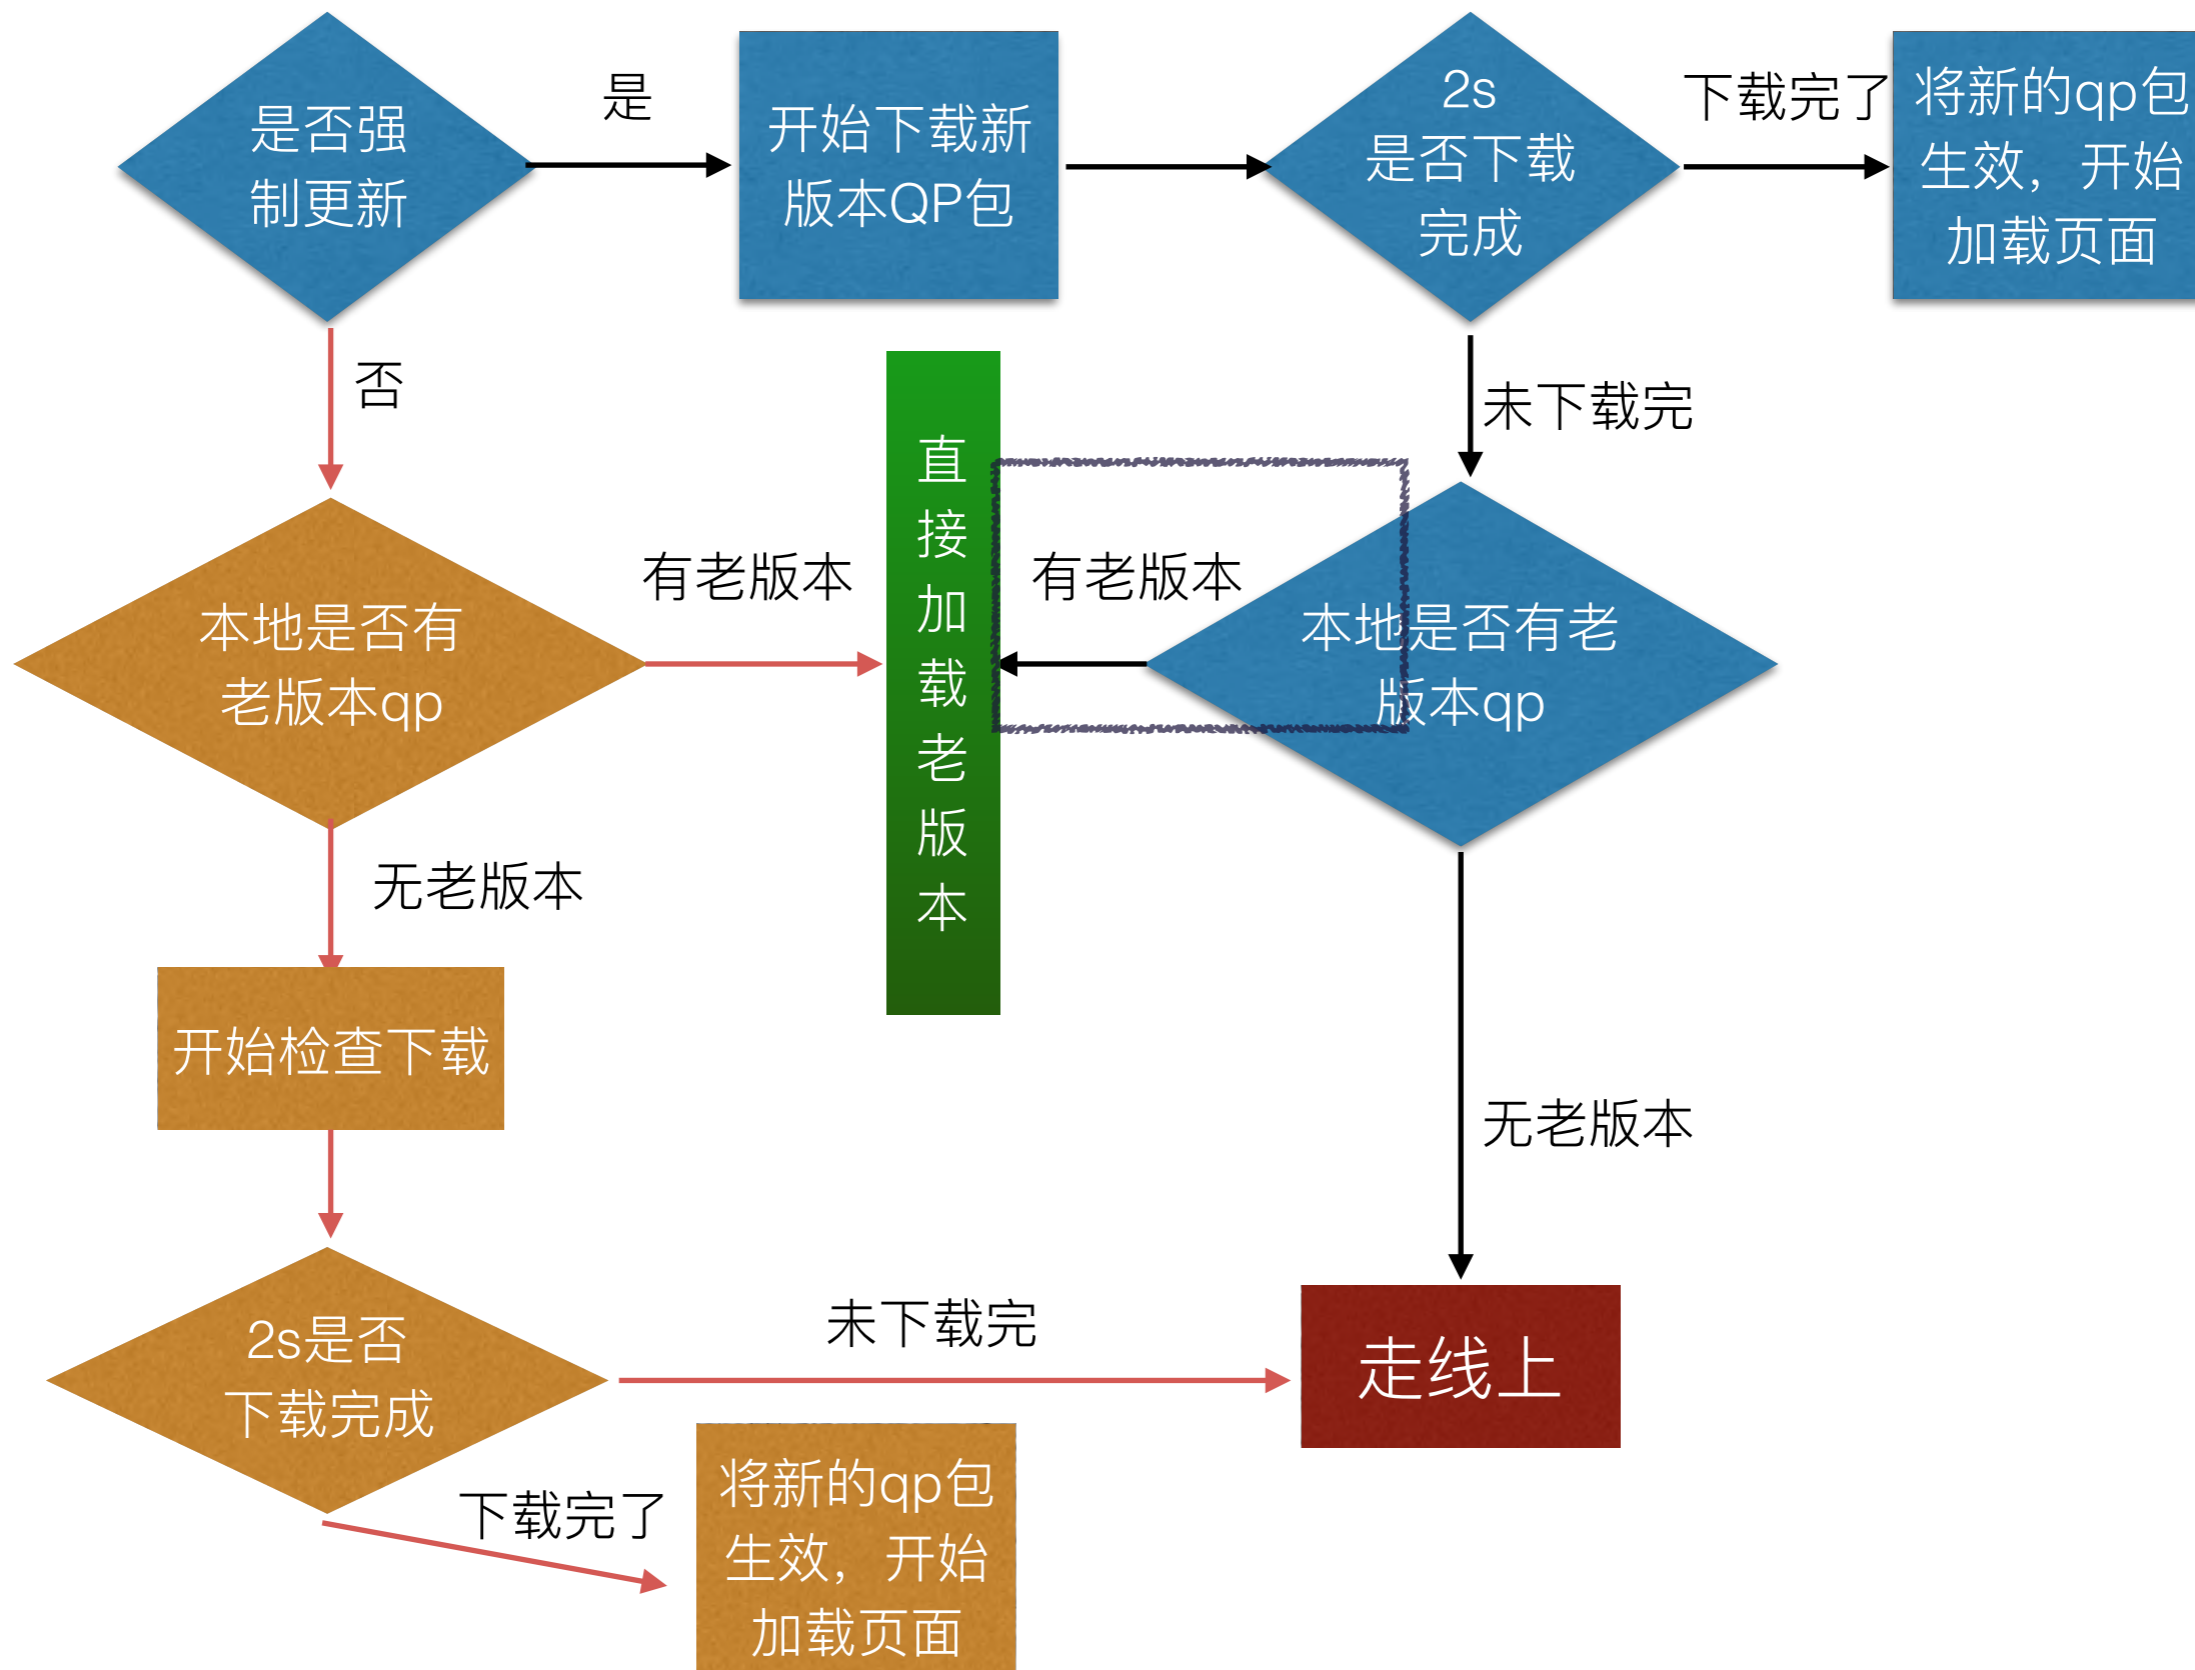 是否强
制更新
是
开始下载新
版本QP包
2s
是否下载
完成
下载完了
将新的qp包
生效，开始
加载页面
否
未下载完
本地是否有
老版本qp
有老版本
直
接
加
载
老
版
本
有老版本
本地是否有老
版本qp
无老版本
开始检查下载
无老版本
2s是否
下载完成
未下载完
走线上
下载完了
将新的qp包
生效，开始
加载页面